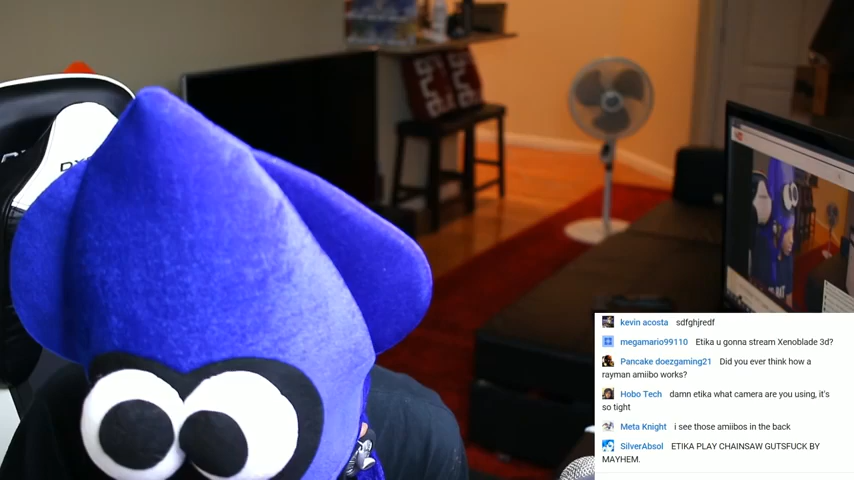 kevin acosta sdfghjredf
megamario99110 Etika u gonna stream Xenoblade 3d?
Pancake doezgaming21 Did you ever think how a
rayman amiibo works?
Hobo Tech damn etika what camera are you using, it's
so tight
Meta Knight i see those amiibos in the back
SilverAbsol ETIKA PLAY CHAINSAW GUTSFUCK BY
MAYHEM.